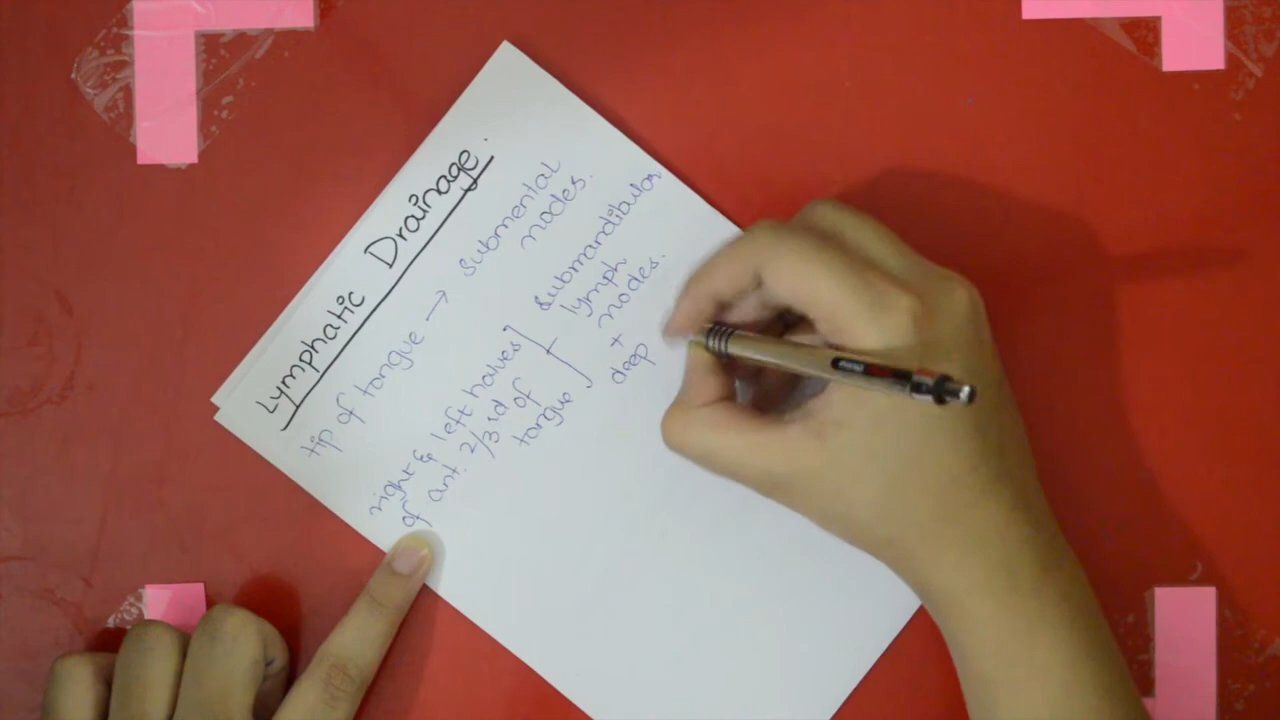 Lymphatic Drainage.
tip of tongue → submental
nodes.
right & left halves
of ant. 2/3rd of
tongue
submandibular
lymph
nodes.
+
deep